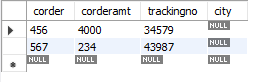 corder corderamt trackingno city
456 4000 34579 NULL
567 234 43987 NULL
NULL NULL NULL NULL